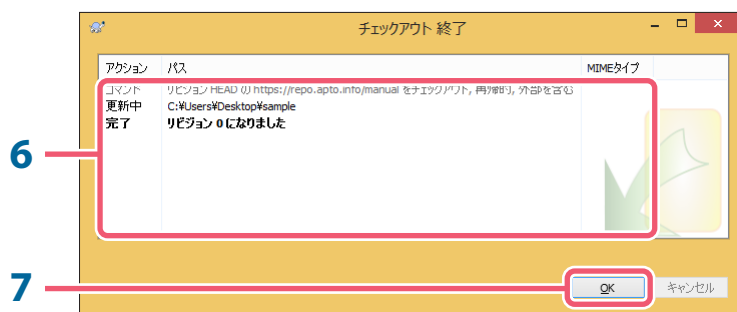 チェックアウト 終了
アクション パス MIMEタイプ
コマンド リビジョン HEAD の https://repo.apto.info/manual をチェックアウト, 再帰的, 外部を含む
更新中 C:¥Users¥Desktop¥sample
完了 リビジョン 0 になりました
6
7 OK キャンセル